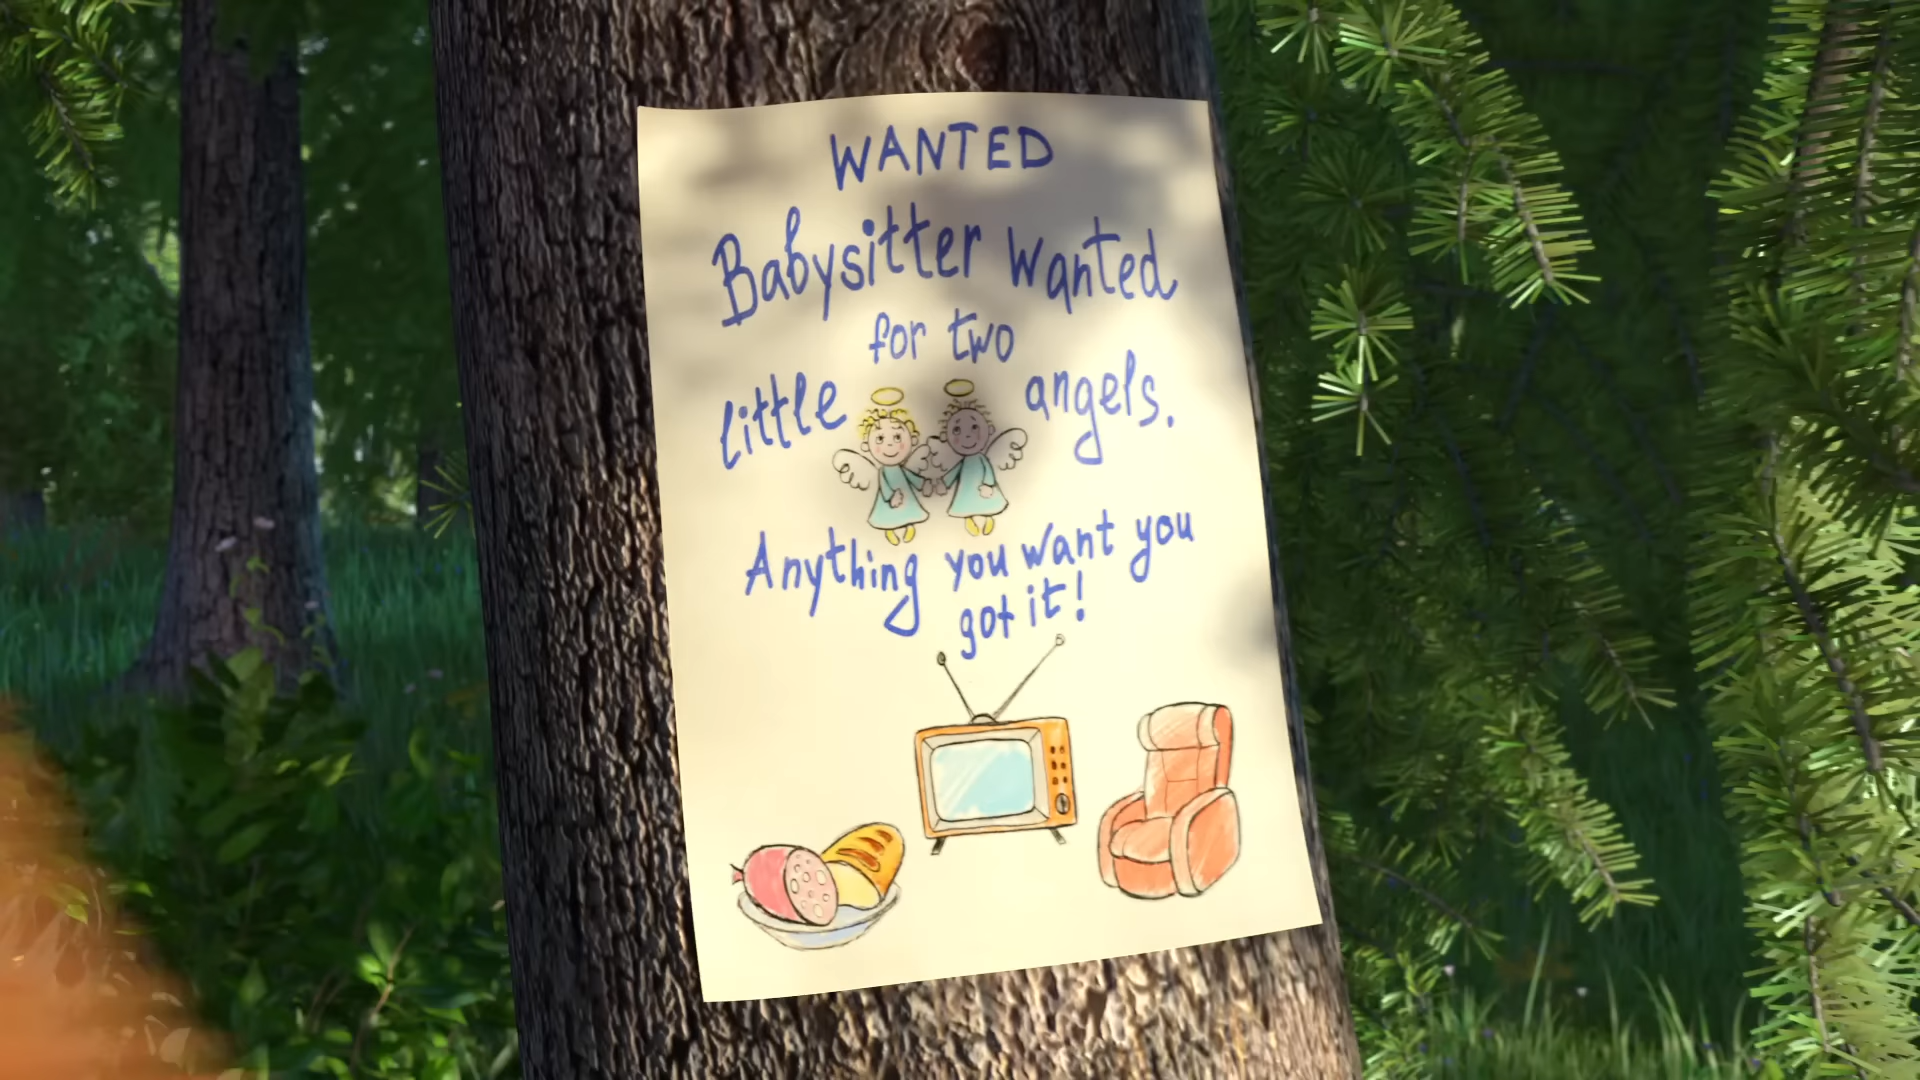 WANTED
Babysitter wanted
for two
little angels.
Anything you want you
got it!